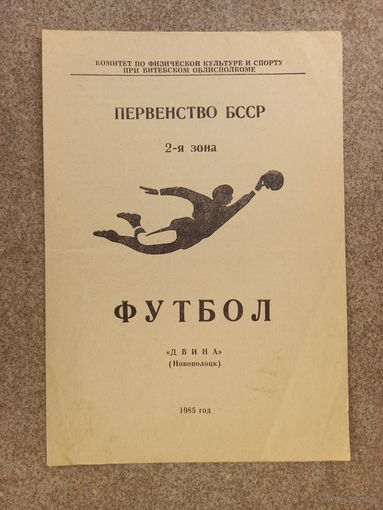 КОМИТЕТ ПО ФИЗИЧЕСКОЙ КУЛЬТУРЕ И СПОРТУ
ПРИ ВИТЕБСКОМ ОБЛИСПОЛКОМЕ
ПЕРВЕНСТВО БССР
2-я зона
ФУТБОЛ
«ДВИНА»
(Новополоцк)
1985 год